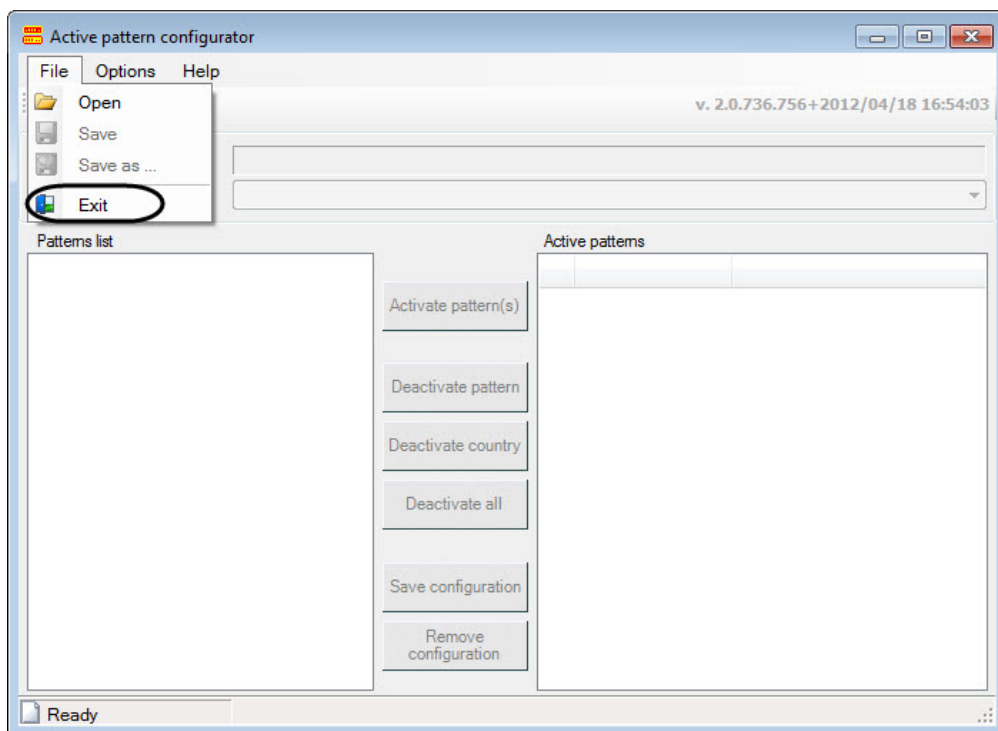 Active pattern configurator
File Options Help
Open
v. 2.0.736.756+2012/04/18 16:54:03
Save
Save as ...
Exit
Patterns list
Active patterns
Activate pattern(s)
Deactivate pattern
Deactivate country
Deactivate all
Save configuration
Remove
configuration
Ready